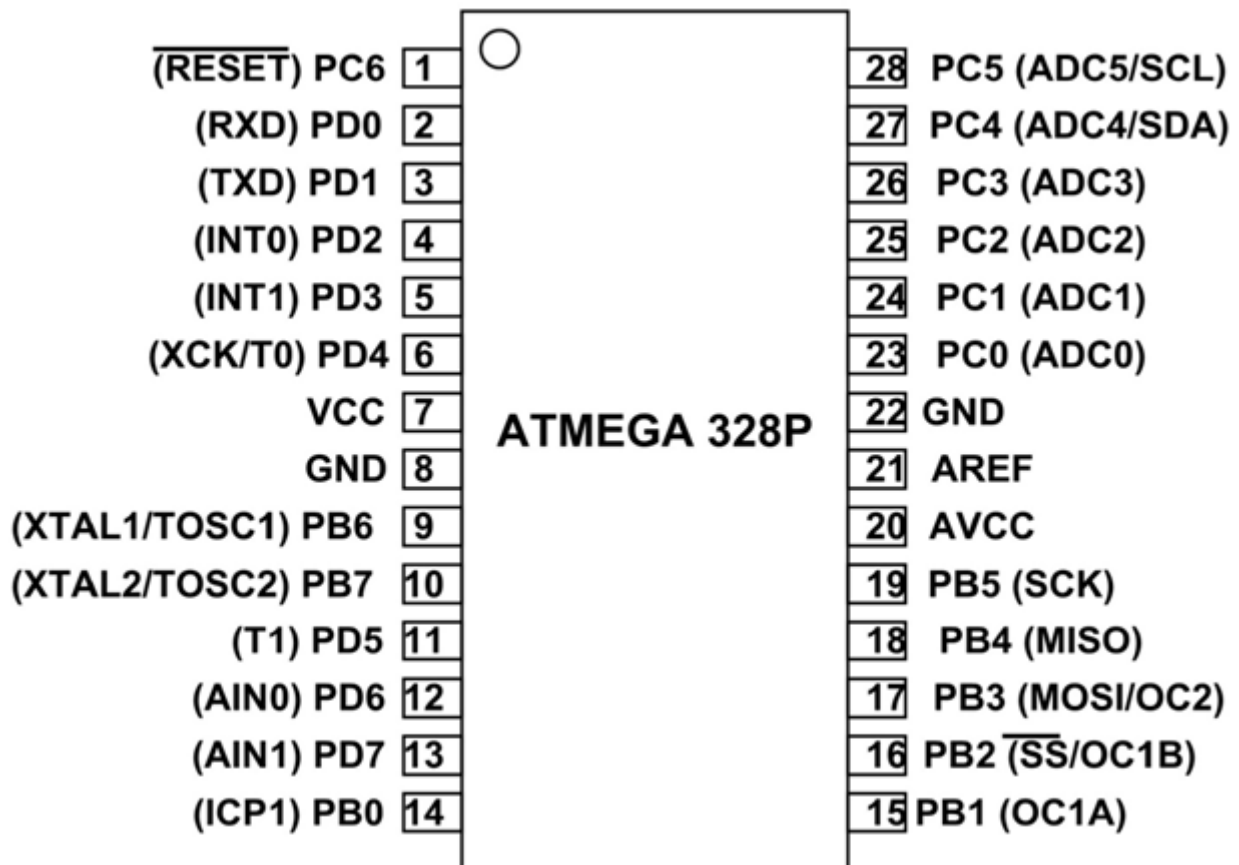 (RESET) PC6 1
(RXD) PD0 2
(TXD) PD1 3
(INT0) PD2 4
(INT1) PD3 5
(XCK/T0) PD4 6
VCC 7
GND 8
(XTAL1/TOSC1) PB6 9
(XTAL2/TOSC2) PB7 10
(T1) PD5 11
(AIN0) PD6 12
(AIN1) PD7 13
(ICP1) PB0 14
ATMEGA 328P
28 PC5 (ADC5/SCL)
27 PC4 (ADC4/SDA)
26 PC3 (ADC3)
25 PC2 (ADC2)
24 PC1 (ADC1)
23 PC0 (ADC0)
22 GND
21 AREF
20 AVCC
19 PB5 (SCK)
18 PB4 (MISO)
17 PB3 (MOSI/OC2)
16 PB2 (SS/OC1B)
15 PB1 (OC1A)